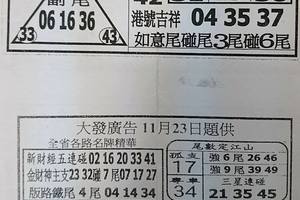 06 16 36
33
43
港號吉祥 04 35 37
如意尾碰尾3尾碰6尾
大發廣告11月23日題供
全省各路名牌精華
新財經五連碰 02 16 20 33 41
金財神主支 23 32 敬 7尾 07 17 27
版路鐵尾 4尾 04 14 34
孤支
17
專車
34
尾數定江山
強 6尾 26 46
強 9尾 39 49
三星連碰
21 35 45